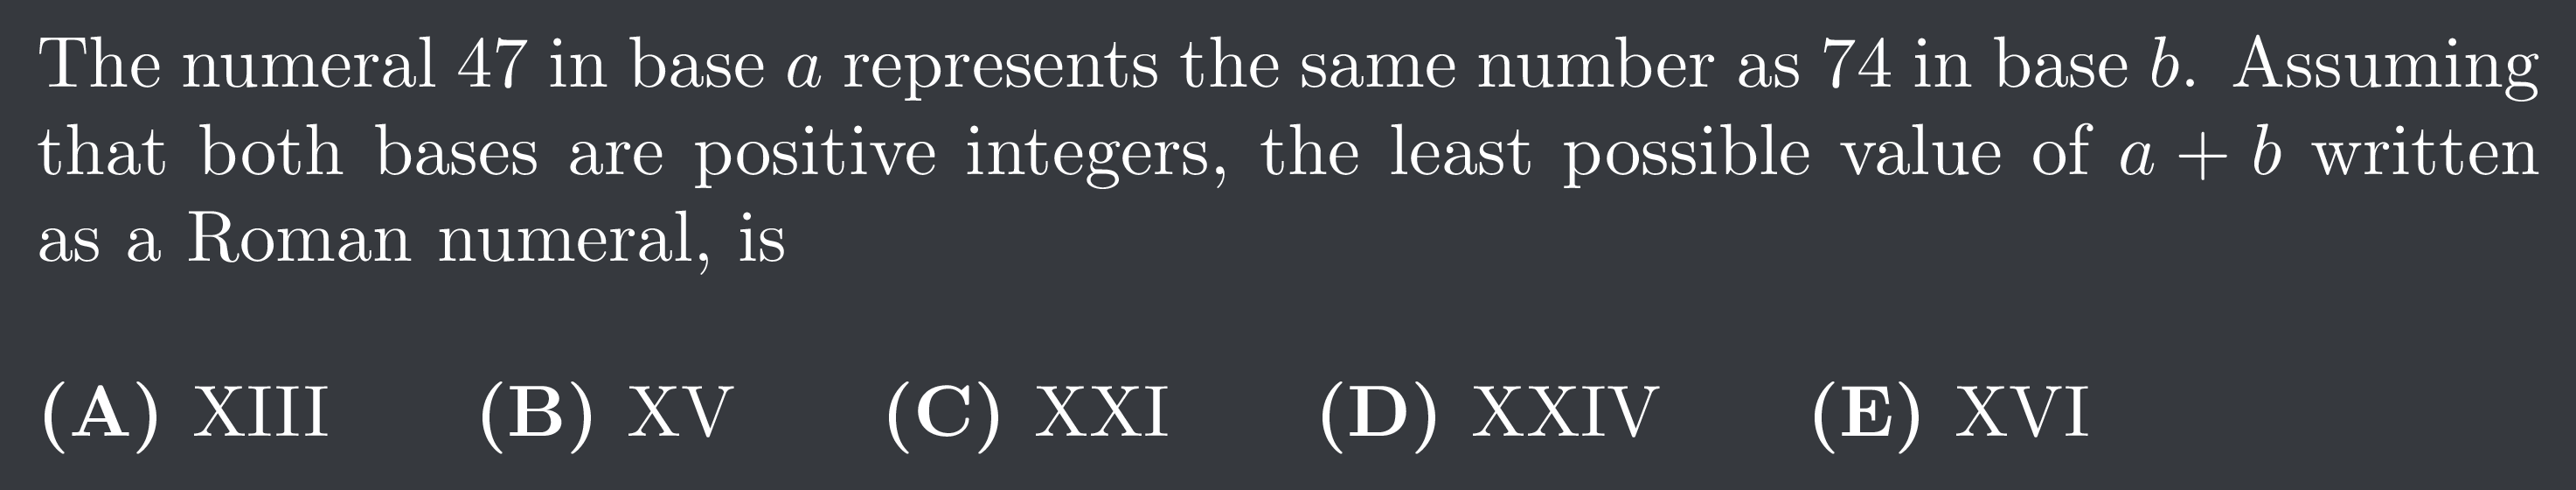 The numeral 47 in base a represents the same number as 74 in base b. Assuming
that both bases are positive integers, the least possible value of a + b written
as a Roman numeral, is
(A) XIII (B) XV (C) XXI (D) XXIV (E) XVI